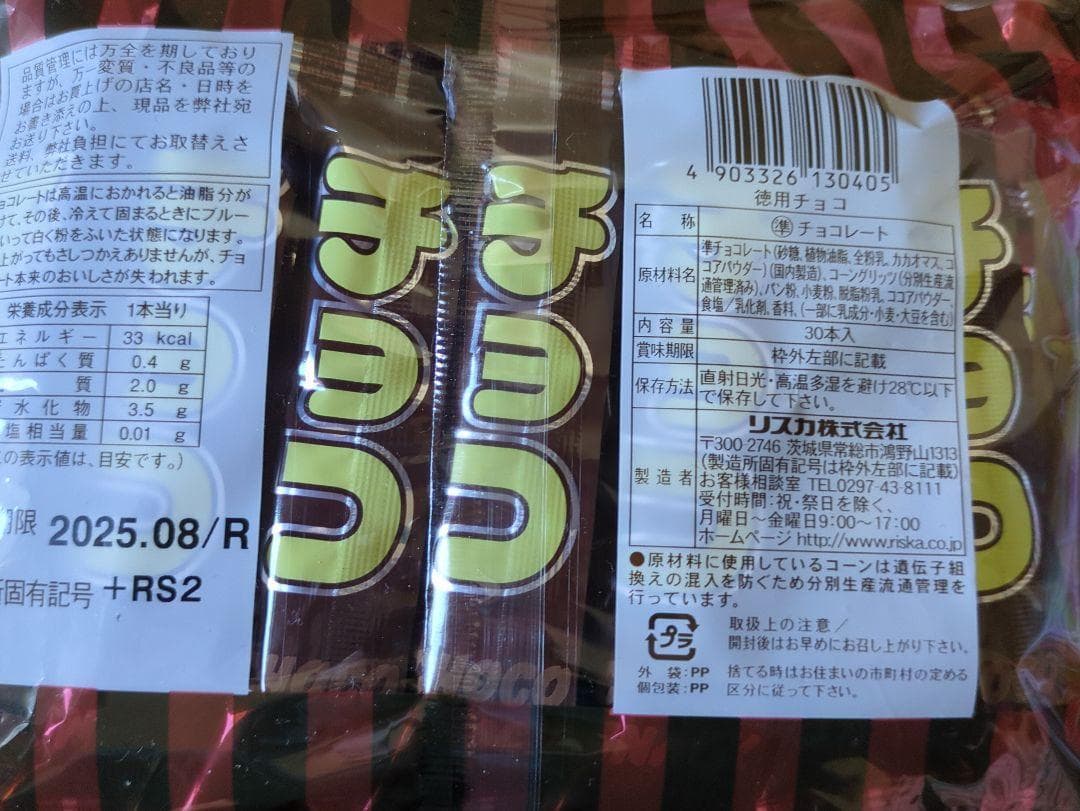 品質管理には万全を期しており
ますが、万一変質・不良品等の
場合はお買上げの店名・日時を
お書き添えの上、現品を弊社宛
お送り下さい。
送料、弊社負担にてお取替えさ
せていただきます。
ョコレートは高温におかれると油脂分が
けて、その後、冷えて固まるときにブルー
いって白く粉をふいた状態になります。
上がってもさしつかえありませんが、チョ
ート本来のおいしさが失われます。
栄養成分表示 1本当り
エネルギー 33 kcal
たんぱく質 0.4 g
質 2.0 g
水化物 3.5 g
塩相当量 0.01 g
の表示値は、目安です。)
期限 2025.08/R
所固有記号 +RS2
チョコ
チョコ
4 903326 130405
徳用チョコ
名称 準チョコレート
原材料名 準チョコレート(砂糖、植物油脂、全粉乳、カカオマス、コ
コアパウダー)(国内製造)、コーングリッツ(分別生産流
通管理済み)、パン粉、小麦粉、脱脂粉乳、ココアパウダー、
食塩/乳化剤、香料、(一部に乳成分・小麦・大豆を含む)
内容量 30本入
賞味期限 枠外左部に記載
保存方法 直射日光・高温多湿を避け28℃以下
で保存して下さい。
製造者 リスカ株式会社
〒300-2746 茨城県常総市鴻野山1313
(製造所固有記号は枠外左部に記載)
お客様相談室 TEL0297-43-8111
受付時間:祝・祭日を除く、
月曜日～金曜日9:00～17:00
ホームページ http://www.riska.co.jp
●原材料に使用しているコーンは遺伝子組
換えの混入を防ぐため分別生産流通管理を
行っています。
プラ
取扱上の注意/
開封後はお早めにお召し上がり下さい。
外袋:PP
個包装:PP
捨てる時はお住まいの市町村の定める
区分に従って下さい。